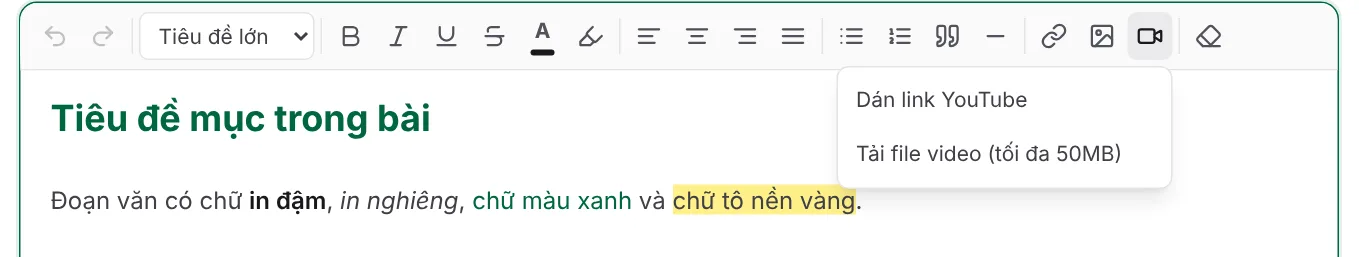 Tiêu đề lớn
A
Tiêu đề mục trong bài
Dán link YouTube
Tải file video (tối đa 50MB)
Đoạn văn có chữ in đậm, in nghiêng, chữ màu xanh và chữ tô nền vàng.